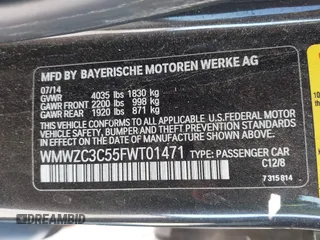 MFD BY BAYERISCHE MOTOREN WERKE AG
07/14
GVWR 4035 lbs 1830 kg
GAWR FRONT 2200 lbs 998 kg
GAWR REAR 1920 lbs 871 kg
THIS VEHICLE CONFORMS TO ALL APPLICABLE
U.S. FEDERAL MOTOR
VEHICLE SAFETY, BUMPER, AND THEFT PREVENTION
STANDARDS IN EFFECT ON THE DATE OF
MANUFACTURE SHOWN ABOVE.
WMWZC3C55FWT01471 TYPE: PASSENGER CAR
C12/8
7 315 814
BIDABIMD